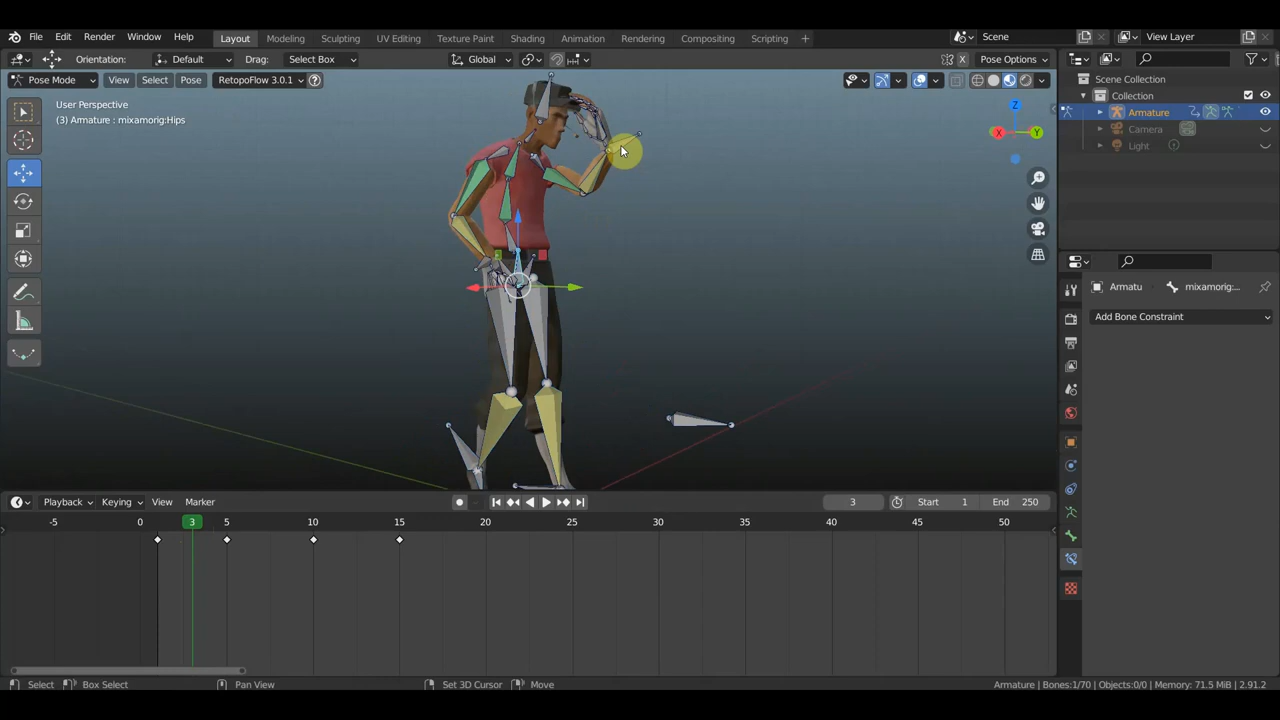 File Edit Render Window Help Layout Modeling Sculpting UV Editing Texture Paint Shading Animation Rendering Compositing Scripting + Scene View Layer
Orientation: Default Drag: Select Box Global X Pose Options
Pose Mode View Select Pose RetopoFlow 3.0.1
User Perspective
(3) Armature : mixamorig:Hips
Z
X Y
Scene Collection
Collection
Armature
Camera
Light
Armatu mixamorig:...
Add Bone Constraint
Playback Keying View Marker 3 Start 1 End 250
-5 0 3 5 10 15 20 25 30 35 40 45 50
Select Box Select Pan View Set 3D Cursor Move Armature | Bones:1/70 | Objects:0/0 | Memory: 71.5 MiB | 2.91.2